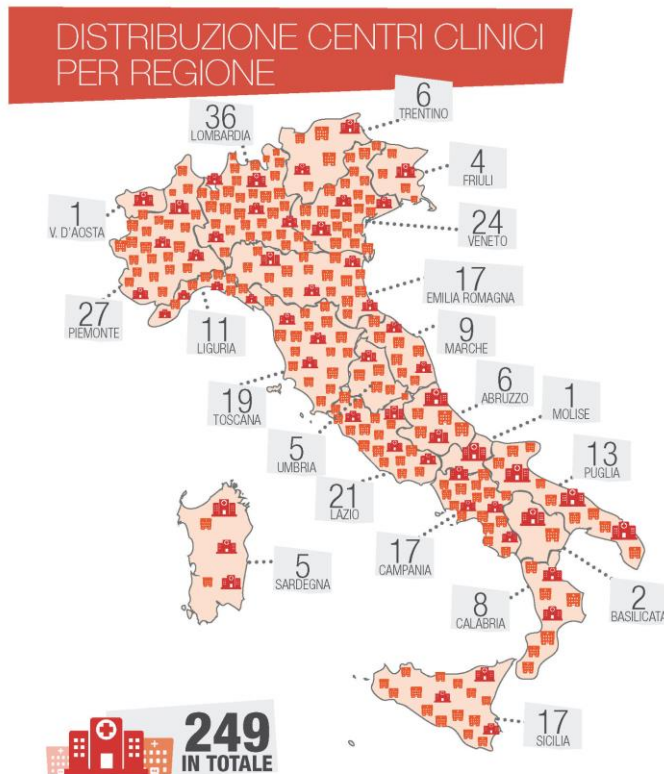 DISTRIBUZIONE CENTRI CLINICI
PER REGIONE
6
TRENTINO
36
LOMBARDIA
4
FRIULI
1
V. D'AOSTA
24
VENETO
17
EMILIA ROMAGNA
27
PIEMONTE
11
LIGURIA
9
MARCHE
6
ABRUZZO
1
MOLISE
19
TOSCANA
5
UMBRIA
13
PUGLIA
21
LAZIO
17
CAMPANIA
5
SARDEGNA
2
BASILICATA
8
CALABRIA
17
SICILIA
249
IN TOTALE